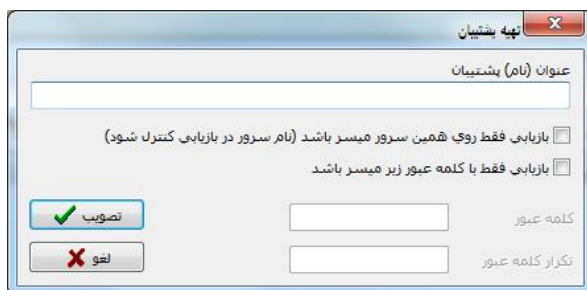 تهیه پشتیبان
عنوان (نام) پشتیبان
بازیابی فقط روی همین سرور میسر باشد (نام سرور در بازیابی کنترل شود)
بازیابی فقط با کلمه عبور زیر میسر باشد
کلمه عبور
تصویب
تکرار کلمه عبور
لغو